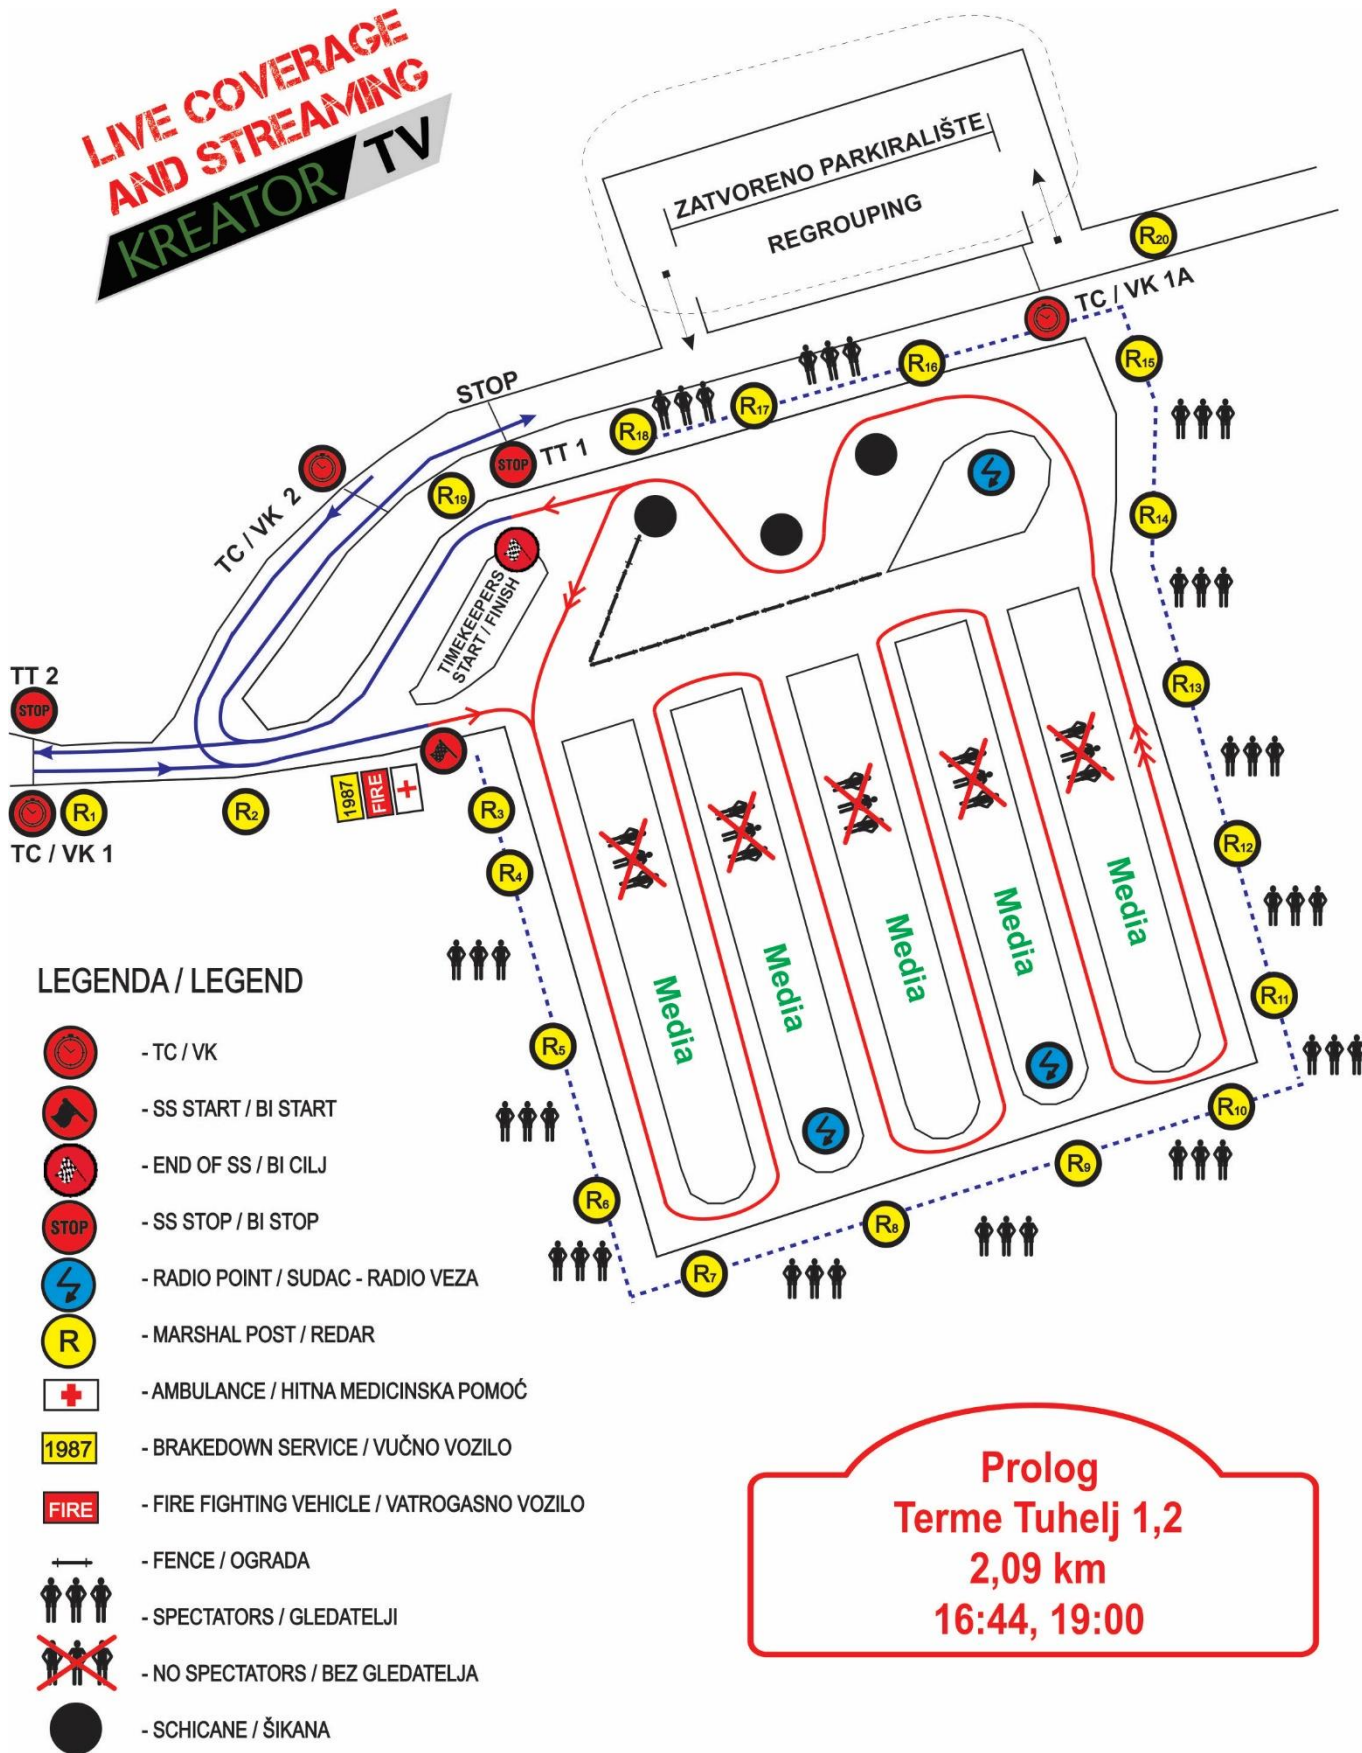 LIVE COVERAGE
AND STREAMING
KREATOR TV
ZATVORENO PARKIRALIŠTE
REGROUPING
R20
TC / VK 1A
R15
R16
R17
R18
STOP
STOP
TT 1
R19
TC / VK 2
R14
TIMEKEEPERS
START / FINISH
TT 2
STOP
R13
R1
TC / VK 1
R2
1987
FIRE
R3
R4
R12
Media
Media
Media
Media
Media
R11
R5
R10
R9
R6
R8
R7
LEGENDA / LEGEND
- TC / VK
- SS START / BI START
- END OF SS / BI CILJ
STOP - SS STOP / BI STOP
- RADIO POINT / SUDAC - RADIO VEZA
R - MARSHAL POST / REDAR
- AMBULANCE / HITNA MEDICINSKA POMOĆ
1987 - BRAKEDOWN SERVICE / VUČNO VOZILO
FIRE - FIRE FIGHTING VEHICLE / VATROGASNO VOZILO
- FENCE / OGRADA
- SPECTATORS / GLEDATELJI
- NO SPECTATORS / BEZ GLEDATELJA
- SCHICANE / ŠIKANA
Prolog
Terme Tuhelj 1,2
2,09 km
16:44, 19:00